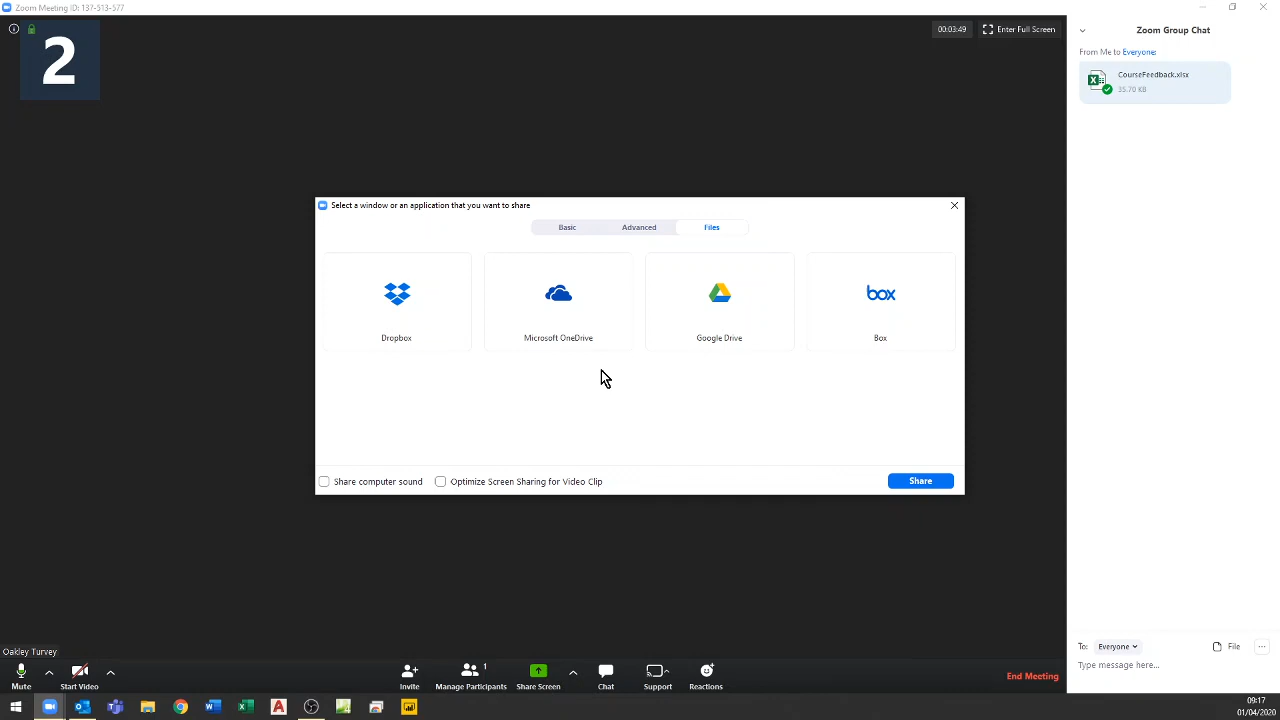 Zoom Meeting ID: 137-513-577
2
00:03:49
Enter Full Screen
Zoom Group Chat
From Me to Everyone:
CourseFeedback.xlsx
35.70 KB
Select a window or an application that you want to share
Basic
Advanced
Files
Dropbox
Microsoft OneDrive
box
Google Drive
Box
Share computer sound
Optimize Screen Sharing for Video Clip
Share
Oakley Turvey
To: Everyone
File
Type message here...
Mute
Start Video
Invite
1
Manage Participants
Share Screen
Chat
Support
Reactions
End Meeting
09:17
01/04/2020